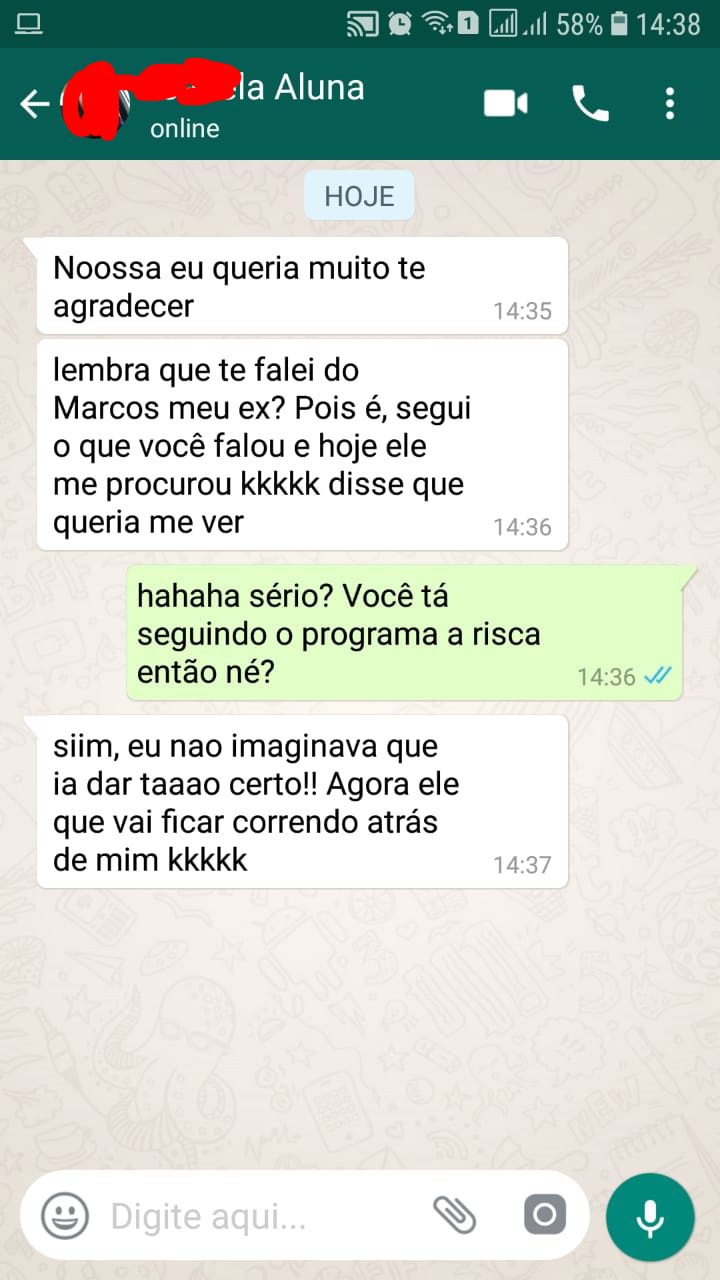 1 58% 14:38
la Aluna
online
HOJE
Noossa eu queria muito te
agradecer
14:35
lembra que te falei do
Marcos meu ex? Pois é, segui
o que você falou e hoje ele
me procurou kkkkk disse que
queria me ver
14:36
hahaha sério? Você tá
seguindo o programa a risca
então né?
14:36
siim, eu nao imaginava que
ia dar taaao certo!! Agora ele
que vai ficar correndo atrás
de mim kkkkk
14:37
Digite aqui...